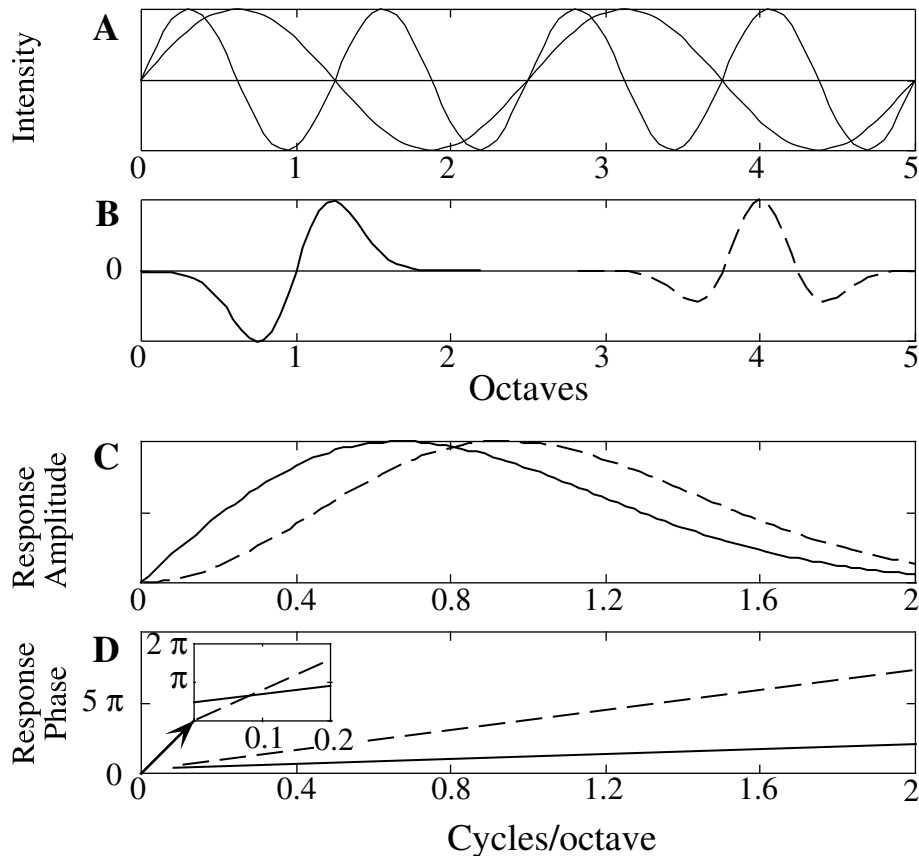 A
Intensity
0 1 2 3 4 5
B
0
0 1 2 3 4 5
Octaves
C
Response
Amplitude
0 0.4 0.8 1.2 1.6 2
D
Response
Phase
2 π
π
0.1 0.2
5 π
0
0 0.4 0.8 1.2 1.6 2
Cycles/octave